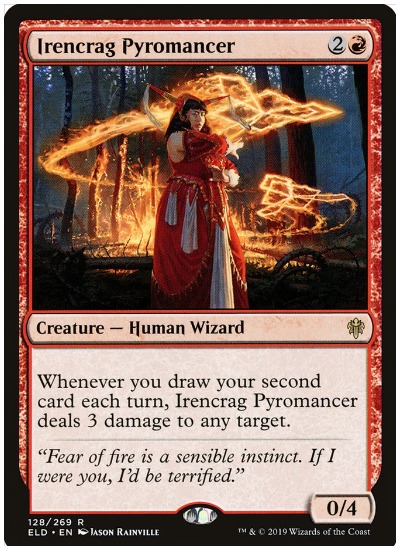 Irencrag Pyromancer 2
Creature — Human Wizard
Whenever you draw your second
card each turn, Irencrag Pyromancer
deals 3 damage to any target.
“Fear of fire is a sensible instinct. If I
were you, I’d be terrified.”
0/4
128/269 R
ELD • EN Jason Rainville ™ & © 2019 Wizards of the Coast